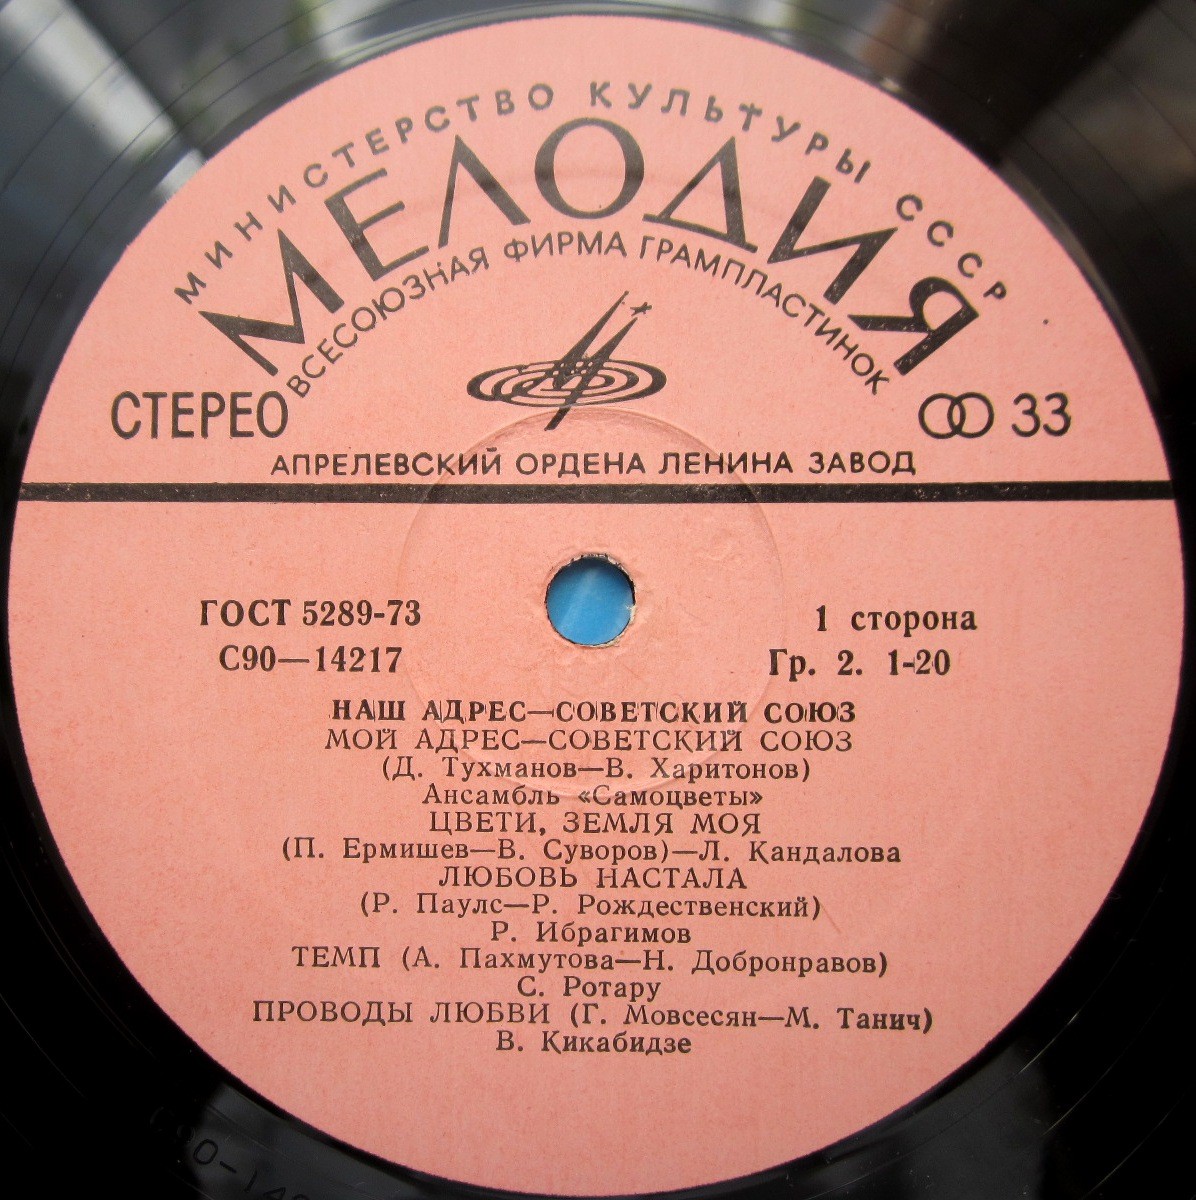 МИНИСТЕРСТВО КУЛЬТУРЫ СССР
МЕЛОДИЯ
ВСЕСОЮЗНАЯ ФИРМА ГРАМПЛАСТИНОК
СТЕРЕО
33
АПРЕЛЕВСКИЙ ОРДЕНА ЛЕНИНА ЗАВОД
ГОСТ 5289-73
1 сторона
С90—14217
Гр. 2. 1-20
НАШ АДРЕС—СОВЕТСКИЙ СОЮЗ
МОЙ АДРЕС—СОВЕТСКИЙ СОЮЗ
(Д. Тухманов—В. Харитонов)
Ансамбль «Самоцветы»
ЦВЕТИ, ЗЕМЛЯ МОЯ
(П. Ермишев—В. Суворов)—Л. Кандалова
ЛЮБОВЬ НАСТАЛА
(Р. Паулс—Р. Рождественский)
Р. Ибрагимов
ТЕМП (А. Пахмутова—Н. Добронравов)
С. Ротару
ПРОВОДЫ ЛЮБВИ (Г. Мовсесян—М. Танич)
В. Кикабидзе